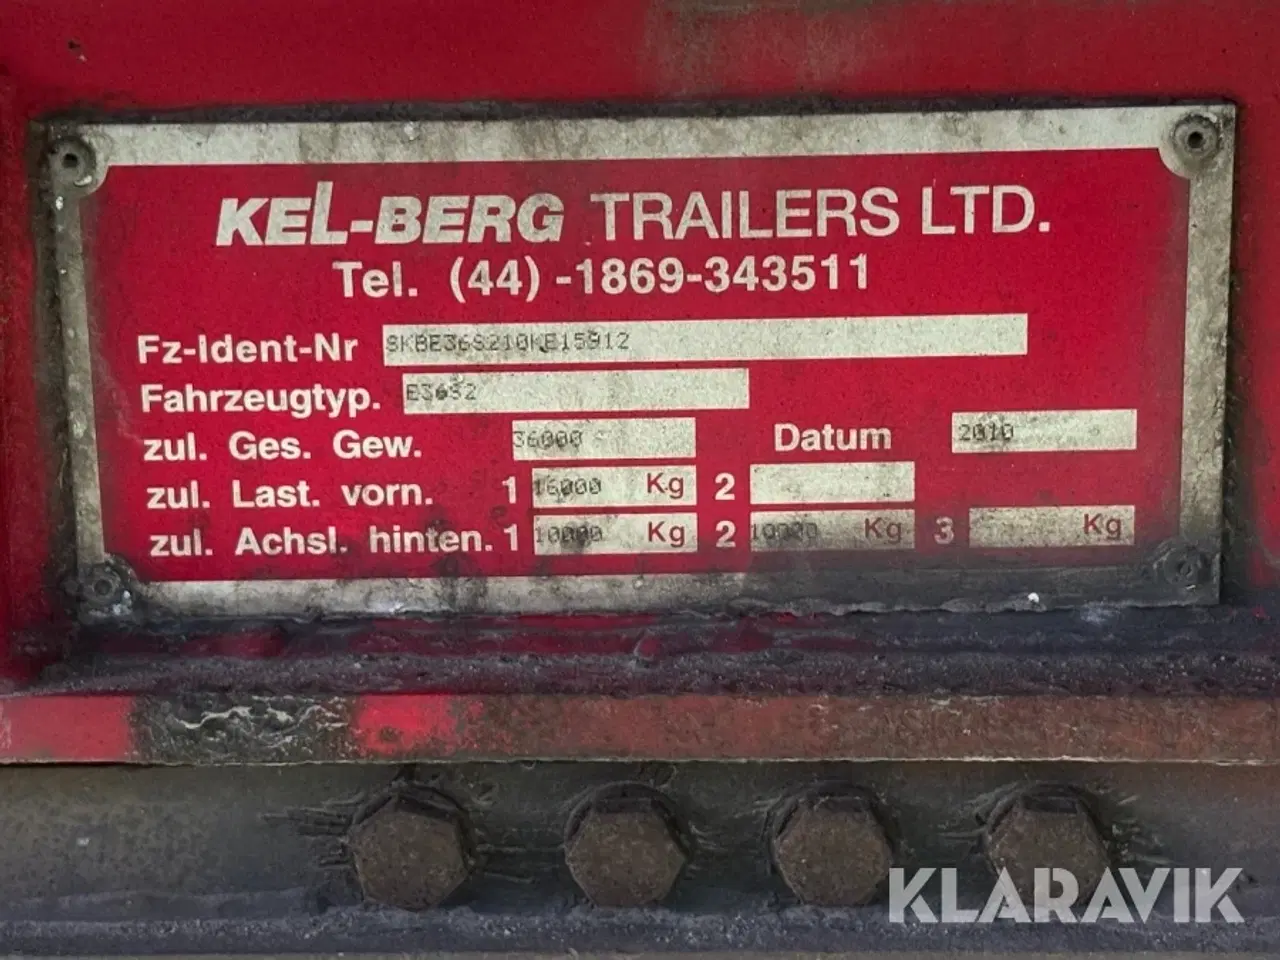 KEL-BERG TRAILERS LTD.
Tel. (44) -1869-343511
Fz-Ident-Nr SKBE36S210KE15912
Fahrzeugtyp. E36S2
zul. Ges. Gew. 36000 Datum 2010
zul. Last. vorn. 1 16000 Kg 2
zul. Achsl. hinten. 1 10000 Kg 2 10000 Kg 3 Kg
KLARAVIK